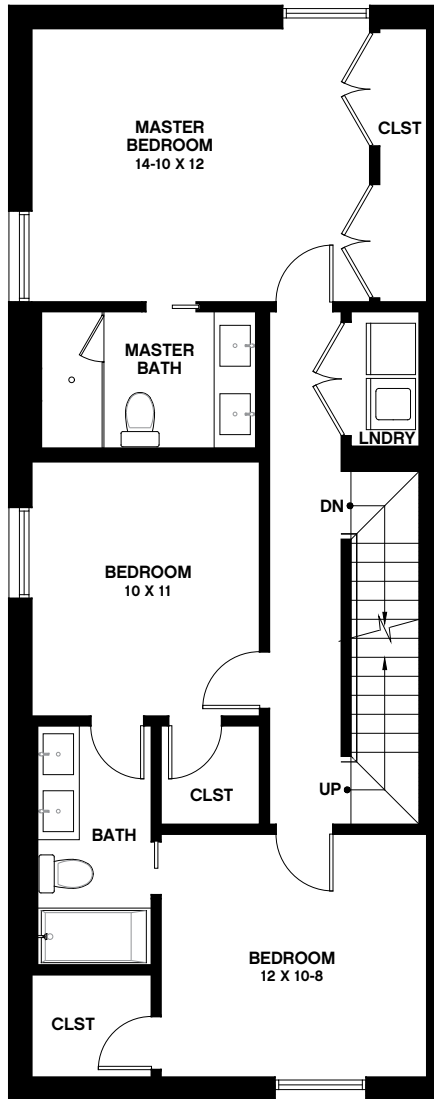 MASTER
BEDROOM
14-10 X 12
CLST
MASTER
BATH
LNDRY
DN
BEDROOM
10 X 11
CLST
UP
BATH
BEDROOM
12 X 10-8
CLST